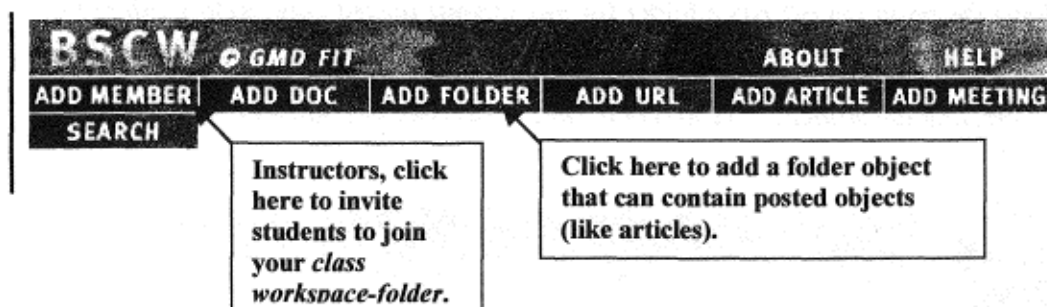 BSCW © GMD FIT ABOUT HELP
ADD MEMBER ADD DOC ADD FOLDER ADD URL ADD ARTICLE ADD MEETING
SEARCH
Instructors, click
here to invite
students to join
your class
workspace-folder.
Click here to add a folder object
that can contain posted objects
(like articles).